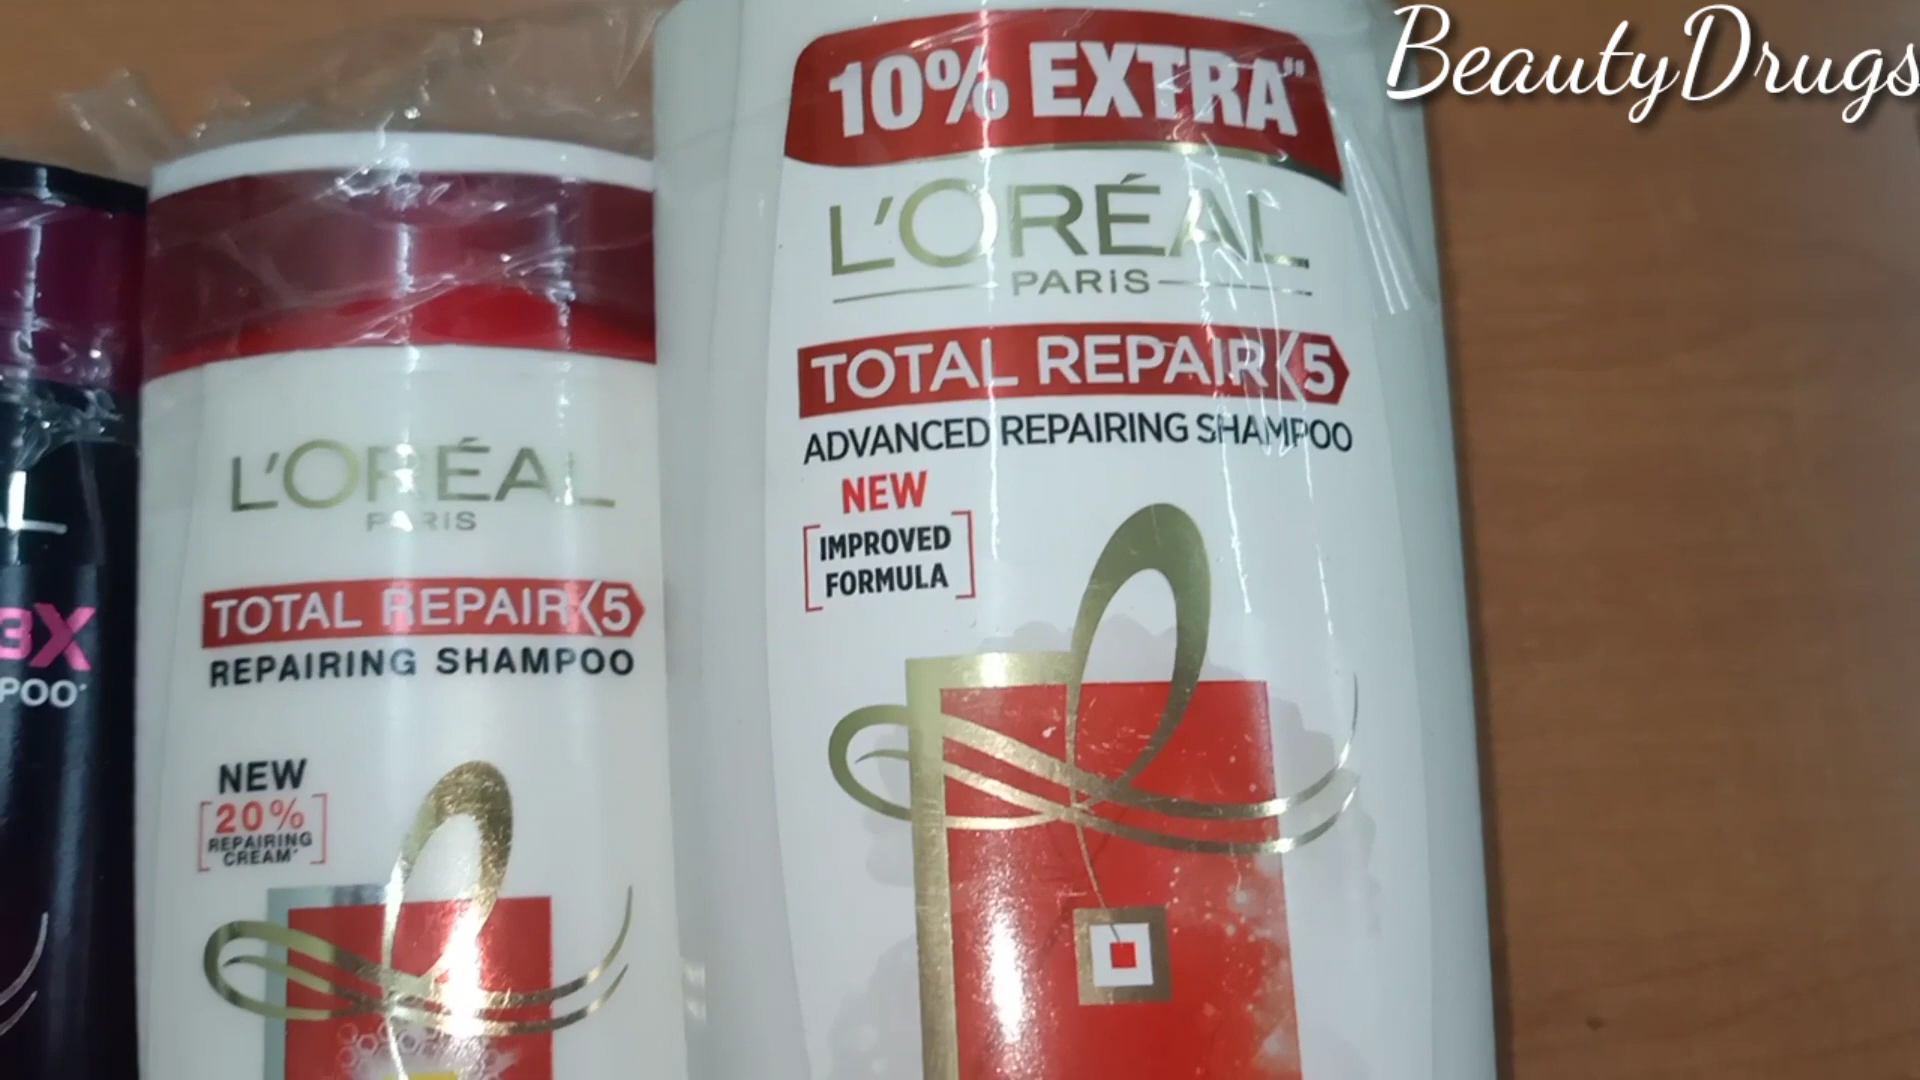 BeautyDrugs
10% EXTRA
L'ORÉAL
PARIS
TOTAL REPAIR 5
ADVANCED REPAIRING SHAMPOO
NEW
IMPROVED
FORMULA
L'ORÉAL
PARIS
TOTAL REPAIR 5
REPAIRING SHAMPOO
NEW
20%
REPAIRING
CREAM*
3X